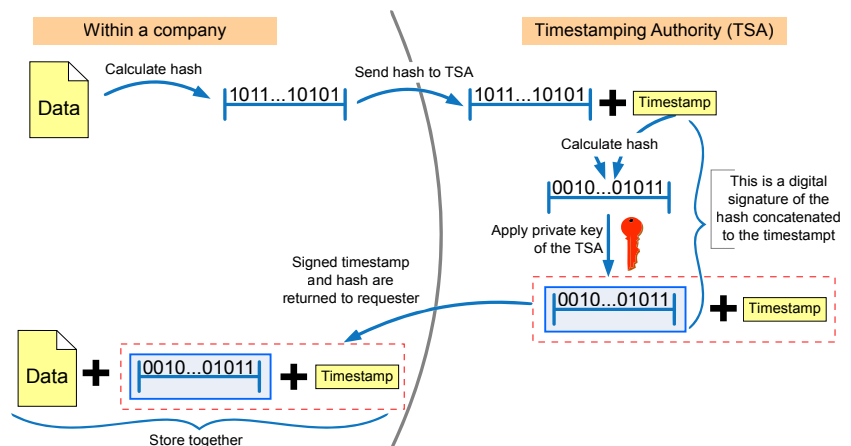 Within a company
Timestamping Authority (TSA)
Calculate hash
Send hash to TSA
Data
1011...10101
1011...10101
Timestamp
Calculate hash
0010...01011
This is a digital
signature of the
hash concatenated
to the timestampt
Apply private key
of the TSA
Signed timestamp
and hash are
returned to requester
0010...01011
Timestamp
Data
0010...01011
Timestamp
Store together